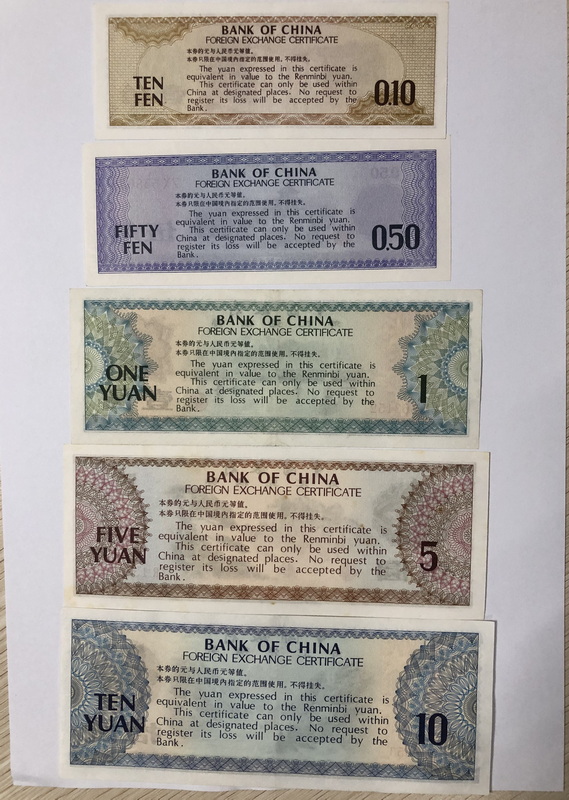 BANK OF CHINA
FOREIGN EXCHANGE CERTIFICATE
本券的元与人民币元等值。
本券只限在中国境内指定的范围使用，不得挂失。
The yuan expressed in this certificate is
equivalent in value to the Renminbi yuan.
This certificate can only be used within
China at designated places. No request to
register its loss will be accepted by the
Bank.
TEN
FEN
0.10
BANK OF CHINA
FOREIGN EXCHANGE CERTIFICATE
本券的元与人民币元等值。
本券只限在中国境内指定的范围使用，不得挂失。
The yuan expressed in this certificate is
equivalent in value to the Renminbi yuan.
This certificate can only be used within
China at designated places. No request to
register its loss will be accepted by the
Bank.
FIFTY
FEN
0.50
BANK OF CHINA
FOREIGN EXCHANGE CERTIFICATE
本券的元与人民币元等值。
本券只限在中国境内指定的范围使用，不得挂失。
The yuan expressed in this certificate is
equivalent in value to the Renminbi yuan.
This certificate can only be used within
China at designated places. No request to
register its loss will be accepted by the
Bank.
ONE
YUAN
1
BANK OF CHINA
FOREIGN EXCHANGE CERTIFICATE
本券的元与人民币元等值。
本券只限在中国境内指定的范围使用，不得挂失。
The yuan expressed in this certificate is
equivalent in value to the Renminbi yuan.
This certificate can only be used within
China at designated places. No request to
register its loss will be accepted by the
Bank.
FIVE
YUAN
5
BANK OF CHINA
FOREIGN EXCHANGE CERTIFICATE
本券的元与人民币元等值。
本券只限在中国境内指定的范围使用，不得挂失。
The yuan expressed in this certificate is
equivalent in value to the Renminbi yuan.
This certificate can only be used within
China at designated places. No request to
register its loss will be accepted by the
Bank.
TEN
YUAN
10